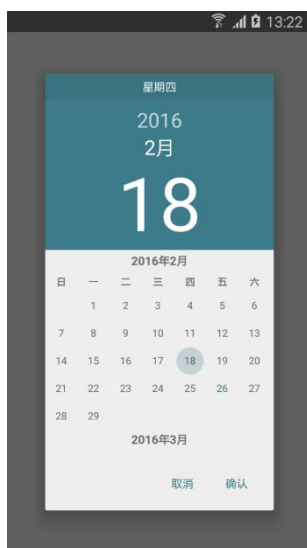 13:22
星期四
2016
2月
18
2016年2月
日 一 二 三 四 五 六
1 2 3 4 5 6
7 8 9 10 11 12 13
14 15 16 17 18 19 20
21 22 23 24 25 26 27
28 29
2016年3月
取消 确认